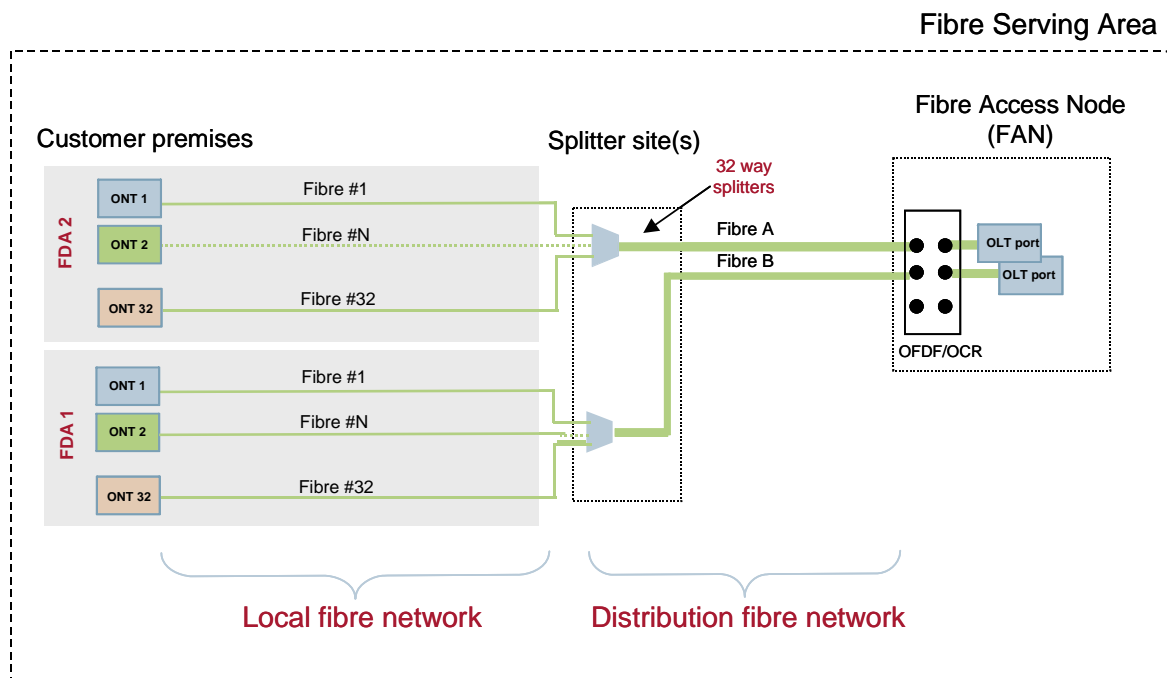 Fibre Serving Area
Fibre Access Node
(FAN)
Customer premises
Splitter site(s)
32 way
splitters
FDA 2
ONT 1
Fibre #1
ONT 2
Fibre #N
ONT 32
Fibre #32
Fibre A
Fibre B
OLT port
OLT port
OFDF/OCR
FDA 1
ONT 1
Fibre #1
ONT 2
Fibre #N
ONT 32
Fibre #32
Local fibre network
Distribution fibre network